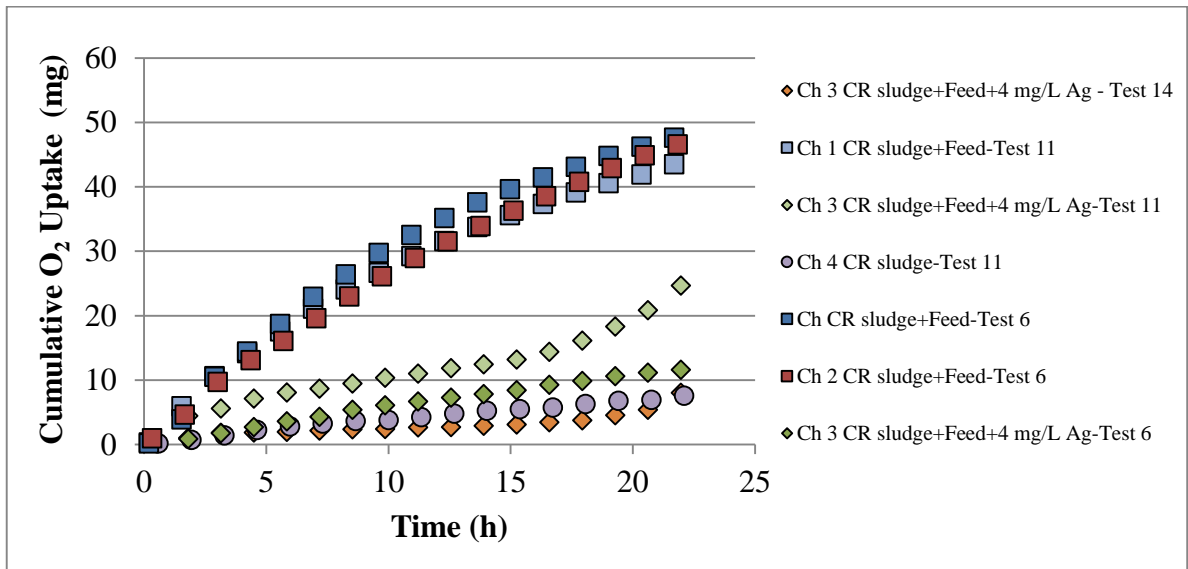 Cumulative O₂ Uptake (mg)
60
50
40
30
20
10
0
0 5 10 15 20 25
Time (h)
Ch 3 CR sludge+Feed+4 mg/L Ag - Test 14
Ch 1 CR sludge+Feed-Test 11
Ch 3 CR sludge+Feed+4 mg/L Ag-Test 11
Ch 4 CR sludge-Test 11
Ch CR sludge+Feed-Test 6
Ch 2 CR sludge+Feed-Test 6
Ch 3 CR sludge+Feed+4 mg/L Ag-Test 6